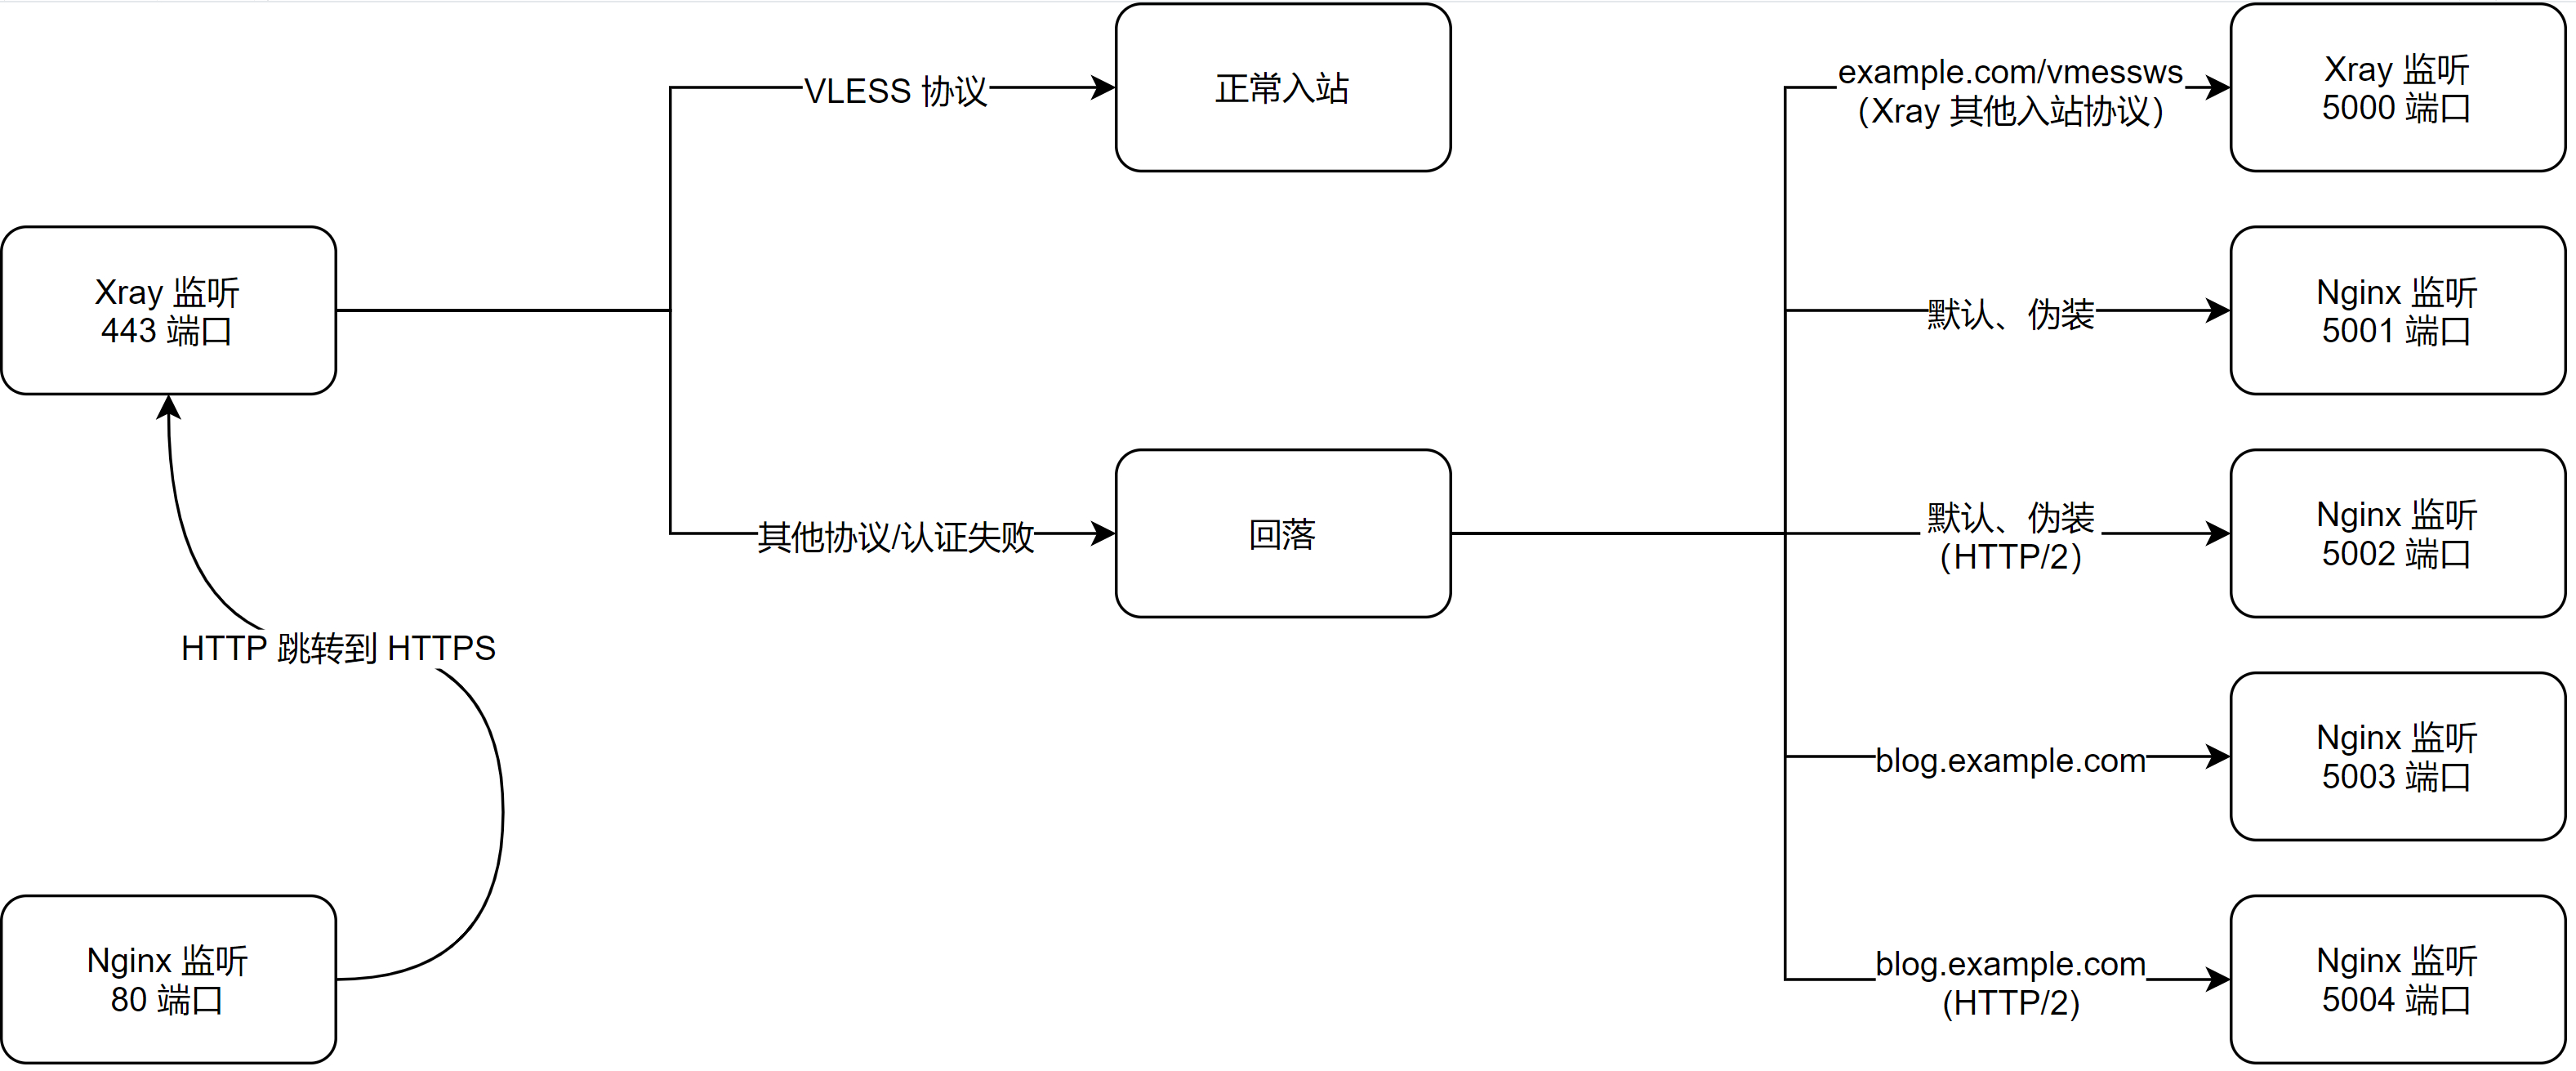 Xray 监听
443 端口
HTTP 跳转到 HTTPS
Nginx 监听
80 端口
VLESS 协议
正常入站
其他协议/认证失败
回落
example.com/vmessws
（Xray 其他入站协议）
Xray 监听
5000 端口
默认、伪装
Nginx 监听
5001 端口
默认、伪装
（HTTP/2）
Nginx 监听
5002 端口
blog.example.com
Nginx 监听
5003 端口
blog.example.com
(HTTP/2)
Nginx 监听
5004 端口